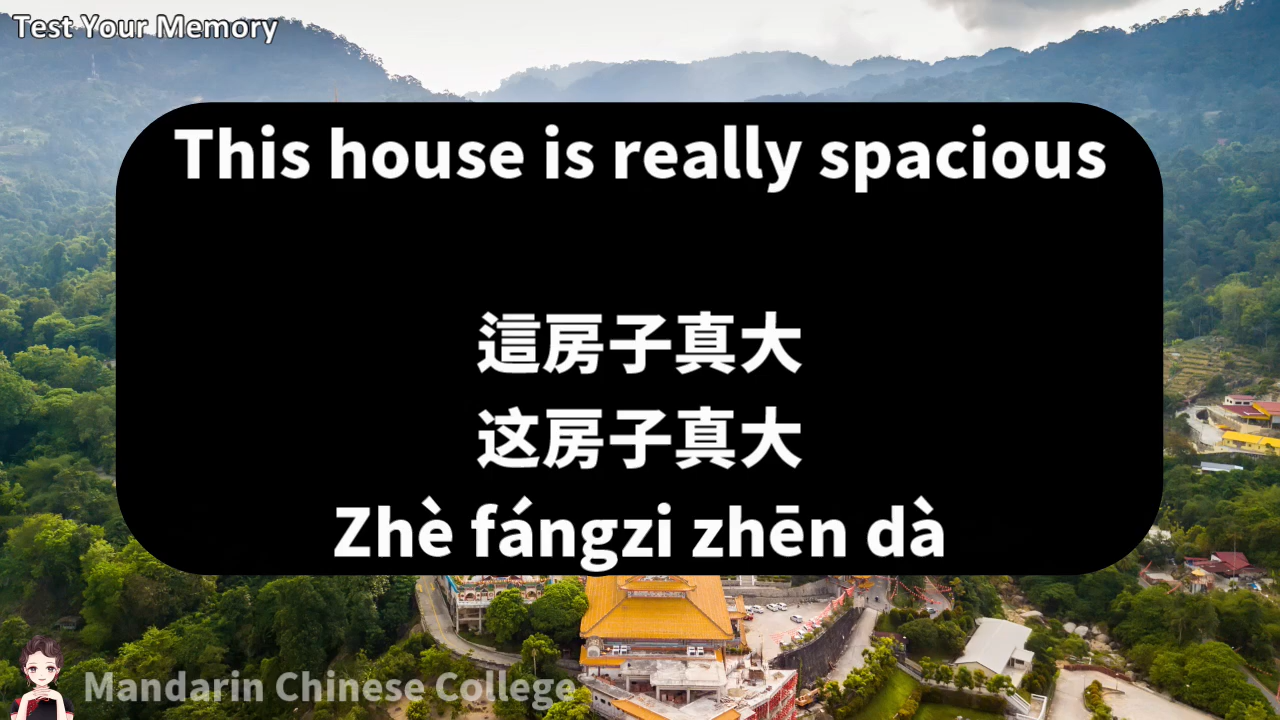 Test Your Memory
This house is really spacious
這房子真大
这房子真大
Zhè fángzi zhēn dà
Mandarin Chinese College